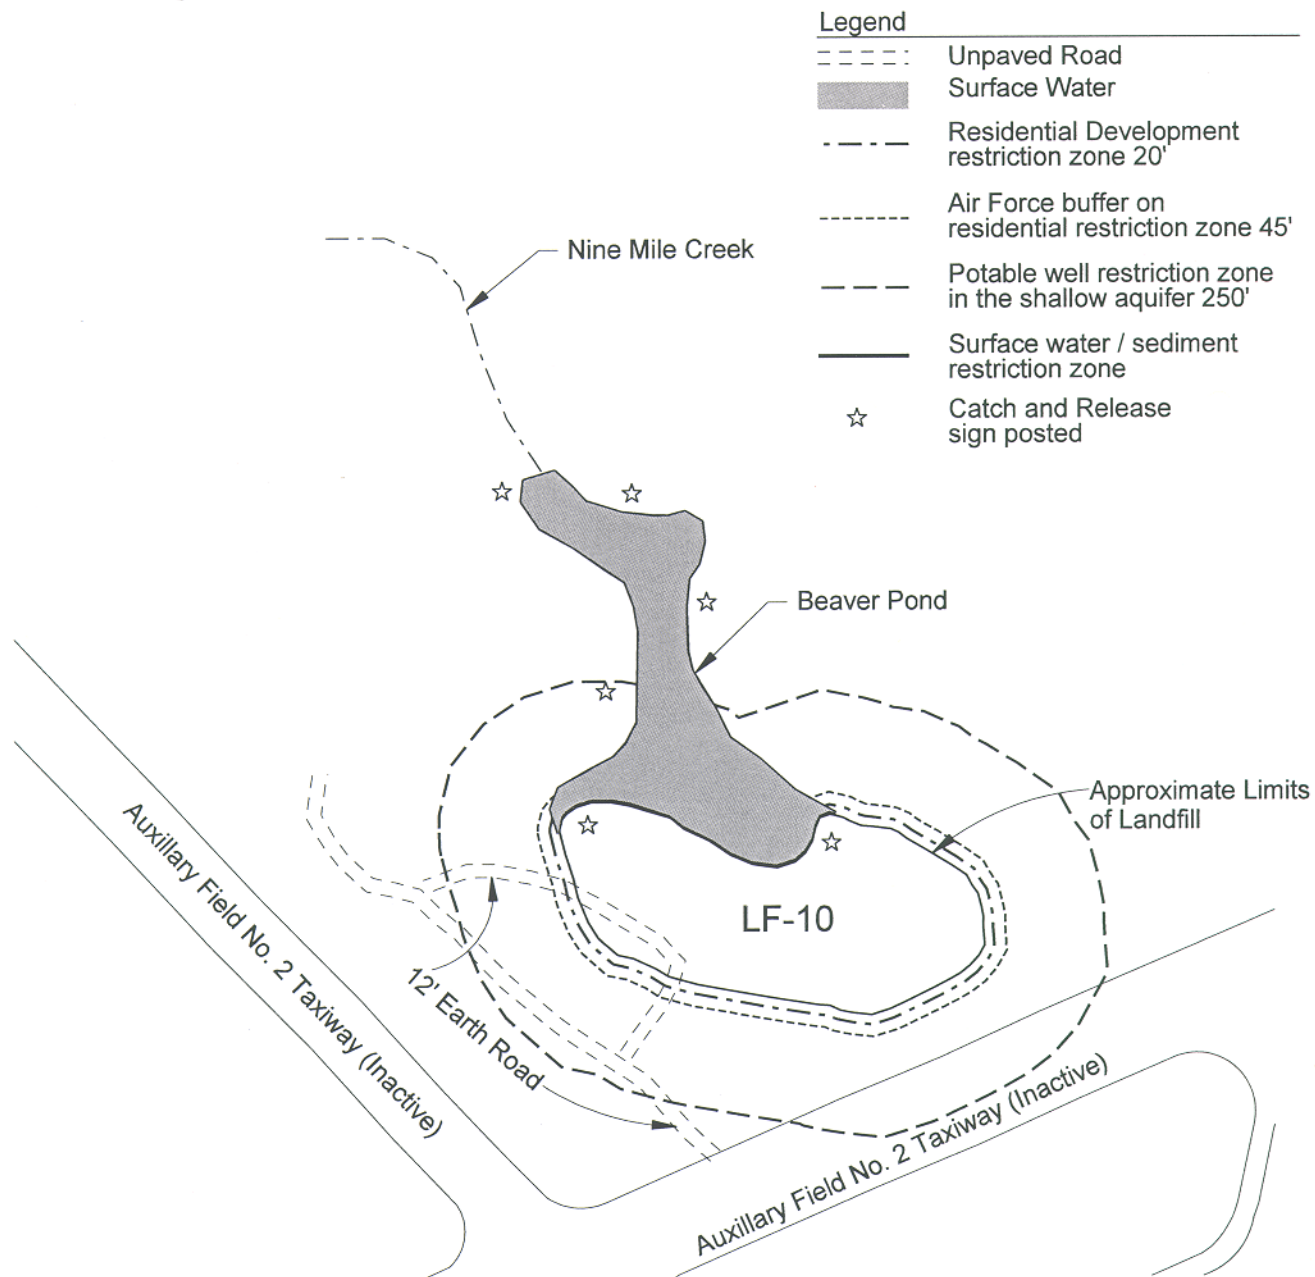 Legend
Unpaved Road
Surface Water
Residential Development
restriction zone 20'
Air Force buffer on
residential restriction zone 45'
Potable well restriction zone
in the shallow aquifer 250'
Surface water / sediment
restriction zone
Catch and Release
sign posted
Nine Mile Creek
Beaver Pond
Approximate Limits
of Landfill
LF-10
12' Earth Road
Auxillary Field No. 2 Taxiway (Inactive)
Auxillary Field No. 2 Taxiway (Inactive)